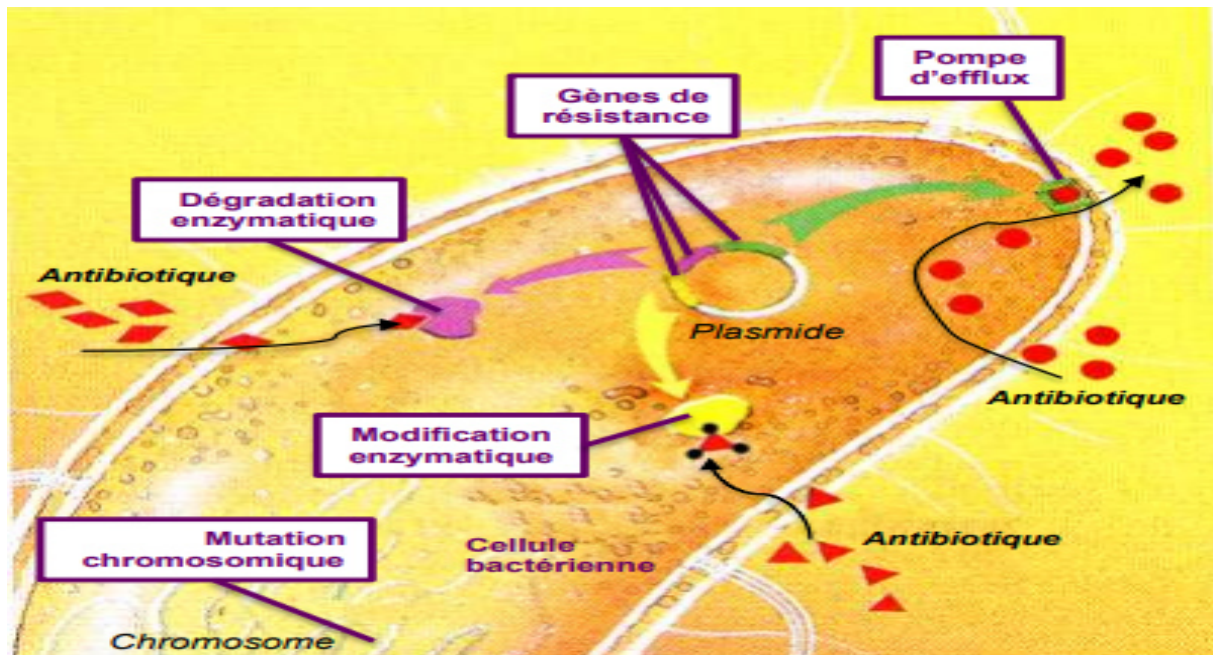 Pompe
d'efflux
Gènes de
résistance
Dégradation
enzymatique
Antibiotique
Plasmide
Antibiotique
Modification
enzymatique
Antibiotique
Mutation
chromosomique
Cellule
bactérienne
Chromosome